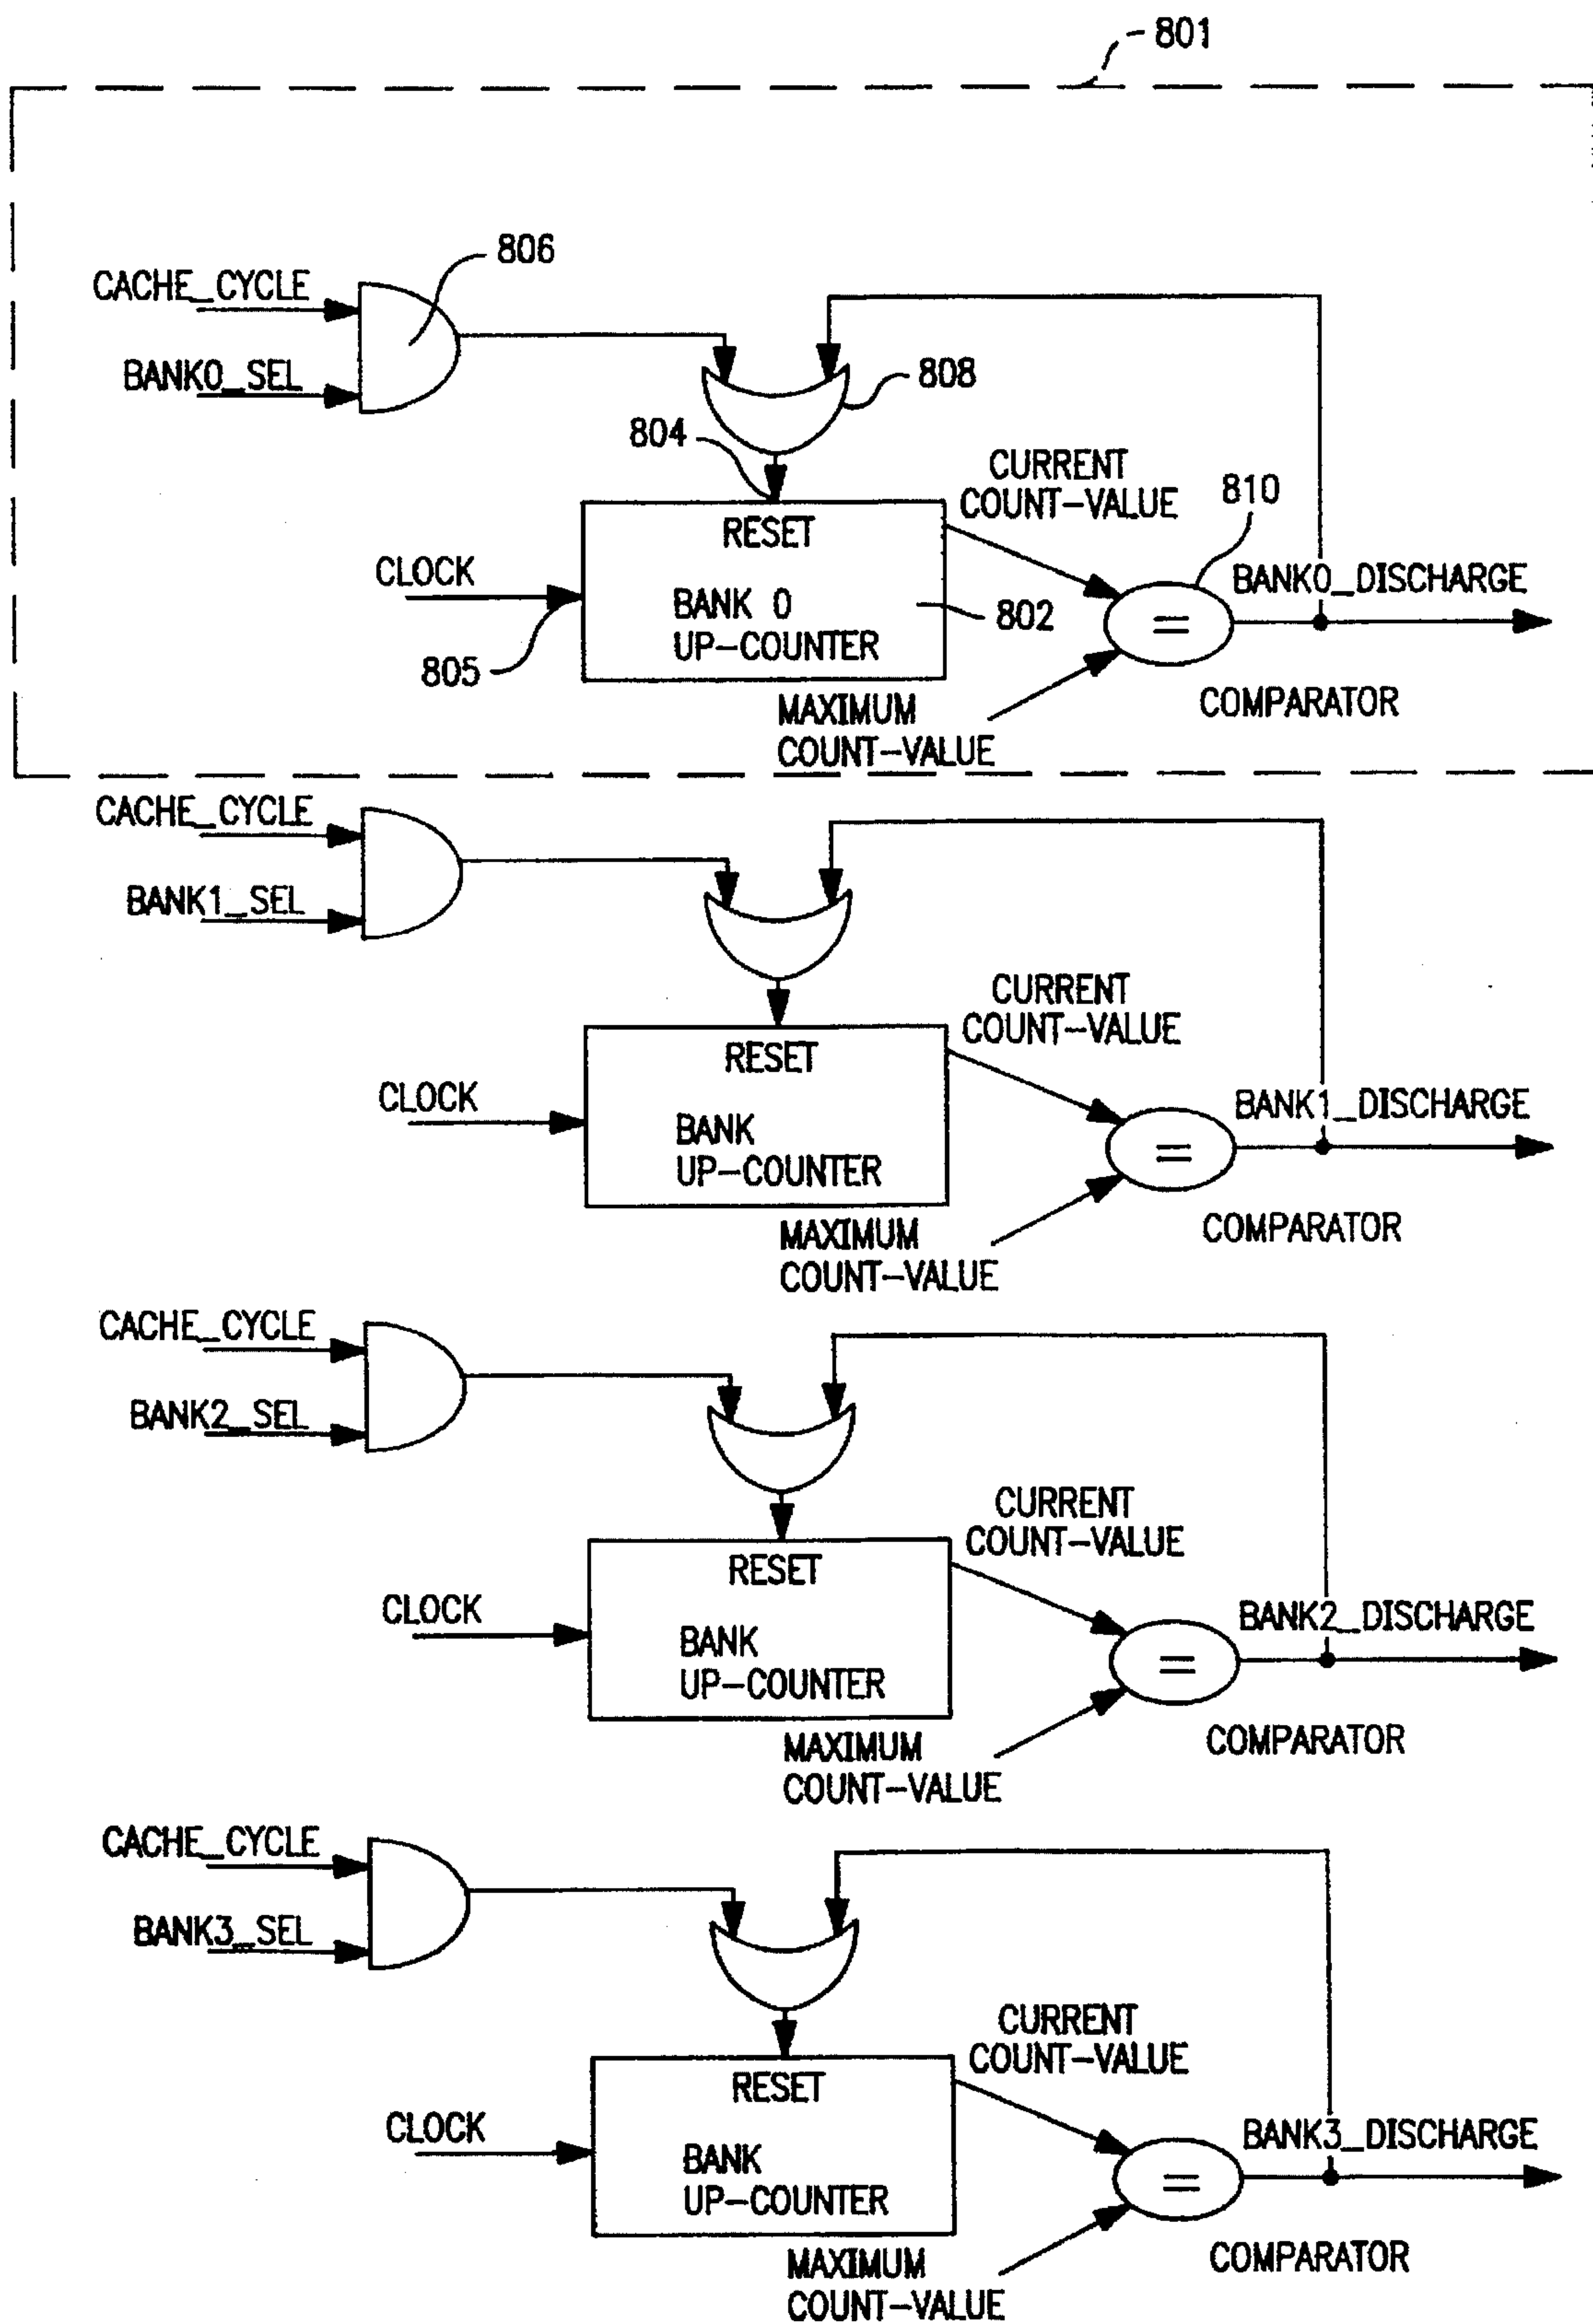 801
806
CACHE_CYCLE
BANK0_SEL
808
804
CURRENT
COUNT-VALUE
810
RESET
CLOCK
BANK 0
UP-COUNTER
802
BANK0_DISCHARGE
805
MAXIMUM
COUNT-VALUE
=
COMPARATOR
CACHE_CYCLE
BANK1_SEL
CURRENT
COUNT-VALUE
RESET
CLOCK
BANK
UP-COUNTER
BANK1_DISCHARGE
=
MAXIMUM
COUNT-VALUE
COMPARATOR
CACHE_CYCLE
BANK2_SEL
CURRENT
COUNT-VALUE
RESET
CLOCK
BANK
UP-COUNTER
BANK2_DISCHARGE
=
MAXIMUM
COUNT-VALUE
COMPARATOR
CACHE_CYCLE
BANK3_SEL
CURRENT
COUNT-VALUE
RESET
CLOCK
BANK
UP-COUNTER
BANK3_DISCHARGE
=
MAXIMUM
COUNT-VALUE
COMPARATOR